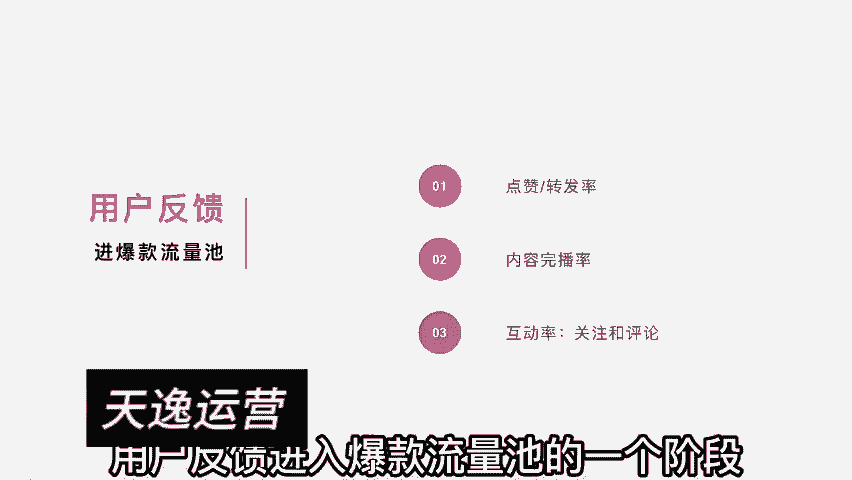 用户反馈
进爆款流量池
01
点赞/转发率
02
内容完播率
03
互动率：关注和评论
天逸运营
用户反馈进入爆款流量池的一个阶段